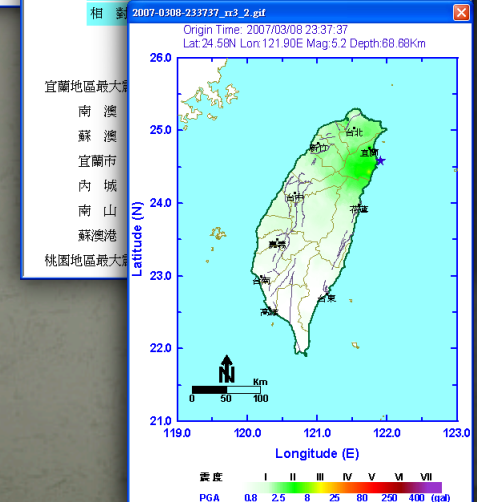 相 對
宜蘭地區最大震
南 澳
蘇 澳
宜蘭市
內 城
南 山
蘇澳港
桃園地區最大震
2007-0308-233737_rr3_2.gif
Origin Time: 2007/03/08 23:37:37
Lat:24.58N Lon:121.90E Mag:5.2 Depth:68.68Km
26.0
25.0
24.0
23.0
22.0
21.0
Latitude (N)
台北
新竹
宜蘭
台中
花蓮
嘉義
台南
台東
高雄
N
Km
0 50 100
119.0 120.0 121.0 122.0 123.0
Longitude (E)
震度 I II III IV V VI VII
PGA 0.8 2.5 8 25 80 250 400 (gal)